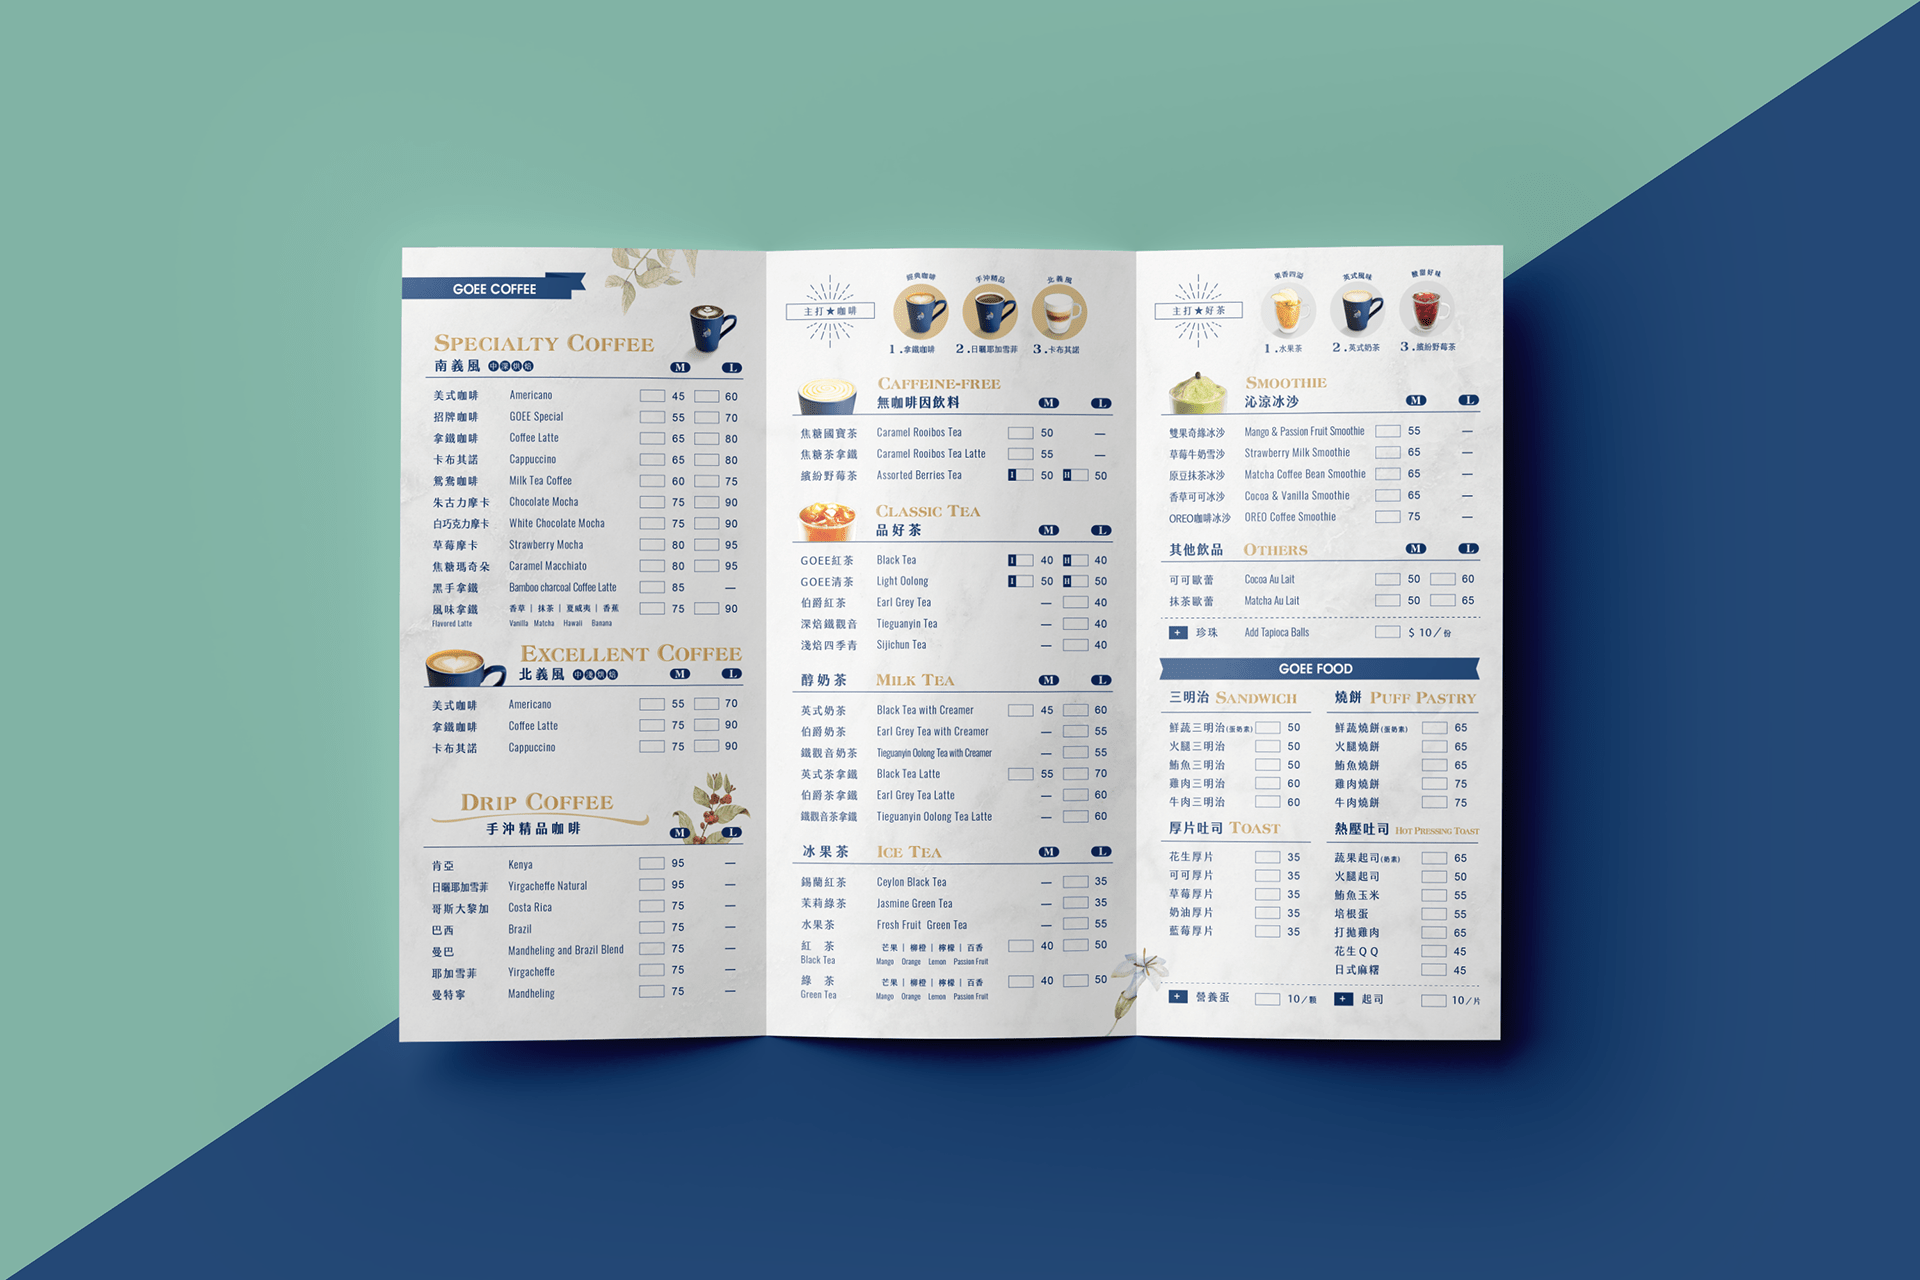 GOEE COFFEE
SPECIALTY COFFEE
南義風 中深烘焙 M L
美式咖啡 Americano 45 60
招牌咖啡 GOEE Special 55 70
拿鐵咖啡 Coffee Latte 65 80
卡布其諾 Cappuccino 65 80
鴛鴦咖啡 Milk Tea Coffee 60 75
朱古力摩卡 Chocolate Mocha 75 90
白巧克力摩卡 White Chocolate Mocha 75 90
草莓摩卡 Strawberry Mocha 80 95
焦糖瑪奇朵 Caramel Macchiato 80 95
黑手拿鐵 Bamboo charcoal Coffee Latte 85 —
風味拿鐵 香草 | 抹茶 | 夏威夷 | 香蕉 75 90
Flavored Latte Vanilla Matcha Hawaii Banana
EXCELLENT COFFEE
北義風 中淺烘焙 M L
美式咖啡 Americano 55 70
拿鐵咖啡 Coffee Latte 75 90
卡布其諾 Cappuccino 75 90
DRIP COFFEE
手沖精品咖啡 M L
肯亞 Kenya 95 —
日曬耶加雪菲 Yirgacheffe Natural 95 —
哥斯大黎加 Costa Rica 75 —
巴西 Brazil 75 —
曼巴 Mandheling and Brazil Blend 75 —
耶加雪菲 Yirgacheffe 75 —
曼特寧 Mandheling 75 —
經典咖啡 手沖精品 北義風
主打★咖啡
1.拿鐵咖啡 2.日曬耶加雪菲 3.卡布其諾
CAFFEINE-FREE
無咖啡因飲料 M L
焦糖國寶茶 Caramel Rooibos Tea 50 —
焦糖茶拿鐵 Caramel Rooibos Tea Latte 55 —
繽紛野莓茶 Assorted Berries Tea I 50 H 50
CLASSIC TEA
品好茶 M L
GOEE紅茶 Black Tea I 40 H 40
GOEE清茶 Light Oolong I 50 H 50
伯爵紅茶 Earl Grey Tea — 40
深焙鐵觀音 Tieguanyin Tea — 40
淺焙四季青 Sijichun Tea — 40
醇奶茶 MILK TEA M L
英式奶茶 Black Tea with Creamer 45 60
伯爵奶茶 Earl Grey Tea with Creamer — 55
鐵觀音奶茶 Tieguanyin Oolong Tea with Creamer — 55
英式茶拿鐵 Black Tea Latte 55 70
伯爵茶拿鐵 Earl Grey Tea Latte — 60
鐵觀音茶拿鐵 Tieguanyin Oolong Tea Latte — 60
冰果茶 ICE TEA M L
錫蘭紅茶 Ceylon Black Tea — 35
茉莉綠茶 Jasmine Green Tea — 35
水果茶 Fresh Fruit Green Tea — 55
紅 茶 芒果 | 柳橙 | 檸檬 | 百香 40 50
Black Tea Mango Orange Lemon Passion Fruit
綠 茶 芒果 | 柳橙 | 檸檬 | 百香 40 50
Green Tea Mango Orange Lemon Passion Fruit
果香四溢 英式風味 酸甜好味
主打★好茶
1.水果茶 2.英式奶茶 3.繽紛野莓茶
SMOOTHIE
沁涼冰沙 M L
雙果奇緣冰沙 Mango & Passion Fruit Smoothie 55 —
草莓牛奶雪沙 Strawberry Milk Smoothie 65 —
原豆抹茶冰沙 Matcha Coffee Bean Smoothie 65 —
香草可可冰沙 Cocoa & Vanilla Smoothie 65 —
OREO咖啡冰沙 OREO Coffee Smoothie 75 —
其他飲品 OTHERS M L
可可歐蕾 Cocoa Au Lait 50 60
抹茶歐蕾 Matcha Au Lait 50 65
+ 珍珠 Add Tapioca Balls $ 10/份
GOEE FOOD
三明治 SANDWICH
鮮蔬三明治(蛋奶素) 50
火腿三明治 50
鮪魚三明治 50
雞肉三明治 60
牛肉三明治 60
燒餅 PUFF PASTRY
鮮蔬燒餅(蛋奶素) 65
火腿燒餅 65
鮪魚燒餅 65
雞肉燒餅 75
牛肉燒餅 75
厚片吐司 TOAST
花生厚片 35
可可厚片 35
草莓厚片 35
奶油厚片 35
藍莓厚片 35
熱壓吐司 HOT PRESSING TOAST
蔬果起司(奶素) 65
火腿起司 50
鮪魚玉米 55
培根蛋 55
打拋雞肉 65
花生QQ 45
日式麻糬 45
+ 營養蛋 10/顆 + 起司 10/片